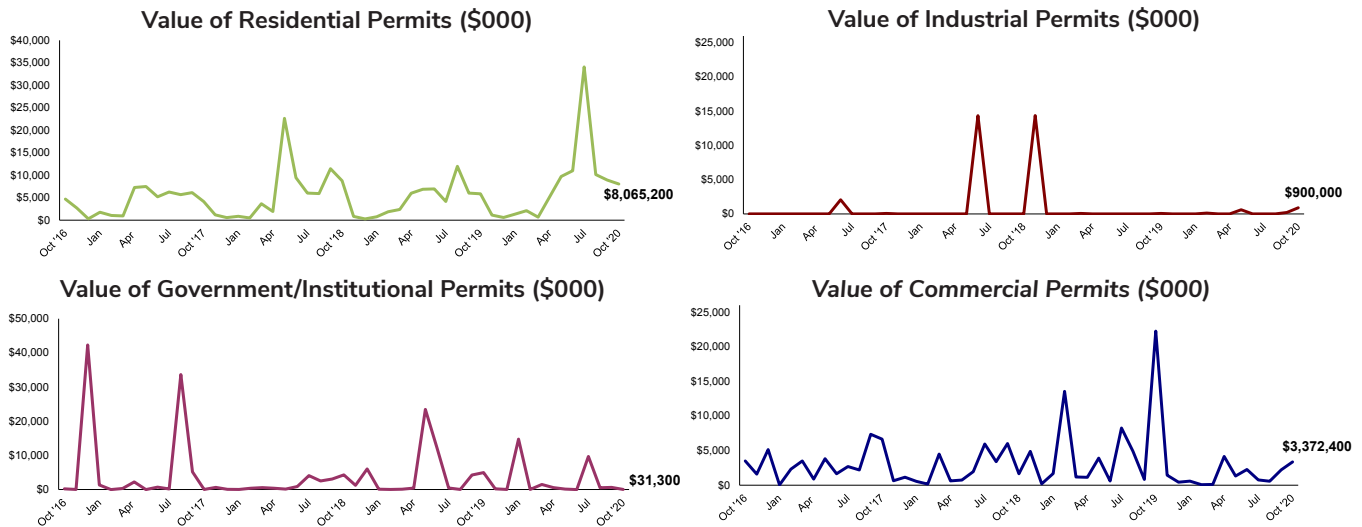 Value of Residential Permits ($000)
$40,000
$35,000
$30,000
$25,000
$20,000
$15,000
$10,000
$5,000
$0
$8,065,200
Oct '16
Jan
Apr
Jul
Oct '17
Jan
Apr
Jul
Oct '18
Jan
Apr
Jul
Oct '19
Jan
Apr
Jul
Oct '20
Value of Industrial Permits ($000)
$25,000
$20,000
$15,000
$10,000
$5,000
$0
$900,000
Oct '16
Jan
Apr
Jul
Oct '17
Jan
Apr
Jul
Oct '18
Jan
Apr
Jul
Oct '19
Jan
Apr
Jul
Oct '20
Value of Government/Institutional Permits ($000)
$50,000
$40,000
$30,000
$20,000
$10,000
$0
$31,300
Oct '16
Jan
Apr
Jul
Oct '17
Jan
Apr
Jul
Oct '18
Jan
Apr
Jul
Oct '19
Jan
Apr
Jul
Oct '20
Value of Commercial Permits ($000)
$25,000
$20,000
$15,000
$10,000
$5,000
$0
$3,372,400
Oct '16
Jan
Apr
Jul
Oct '17
Jan
Apr
Jul
Oct '18
Jan
Apr
Jul
Oct '19
Jan
Apr
Jul
Oct '20